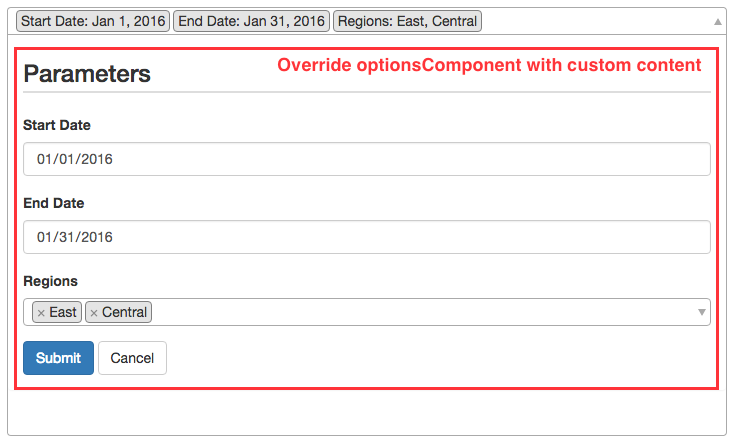 Start Date: Jan 1, 2016 End Date: Jan 31, 2016 Regions: East, Central
Parameters Override optionsComponent with custom content
Start Date
01/01/2016
End Date
01/31/2016
Regions
× East × Central
Submit Cancel